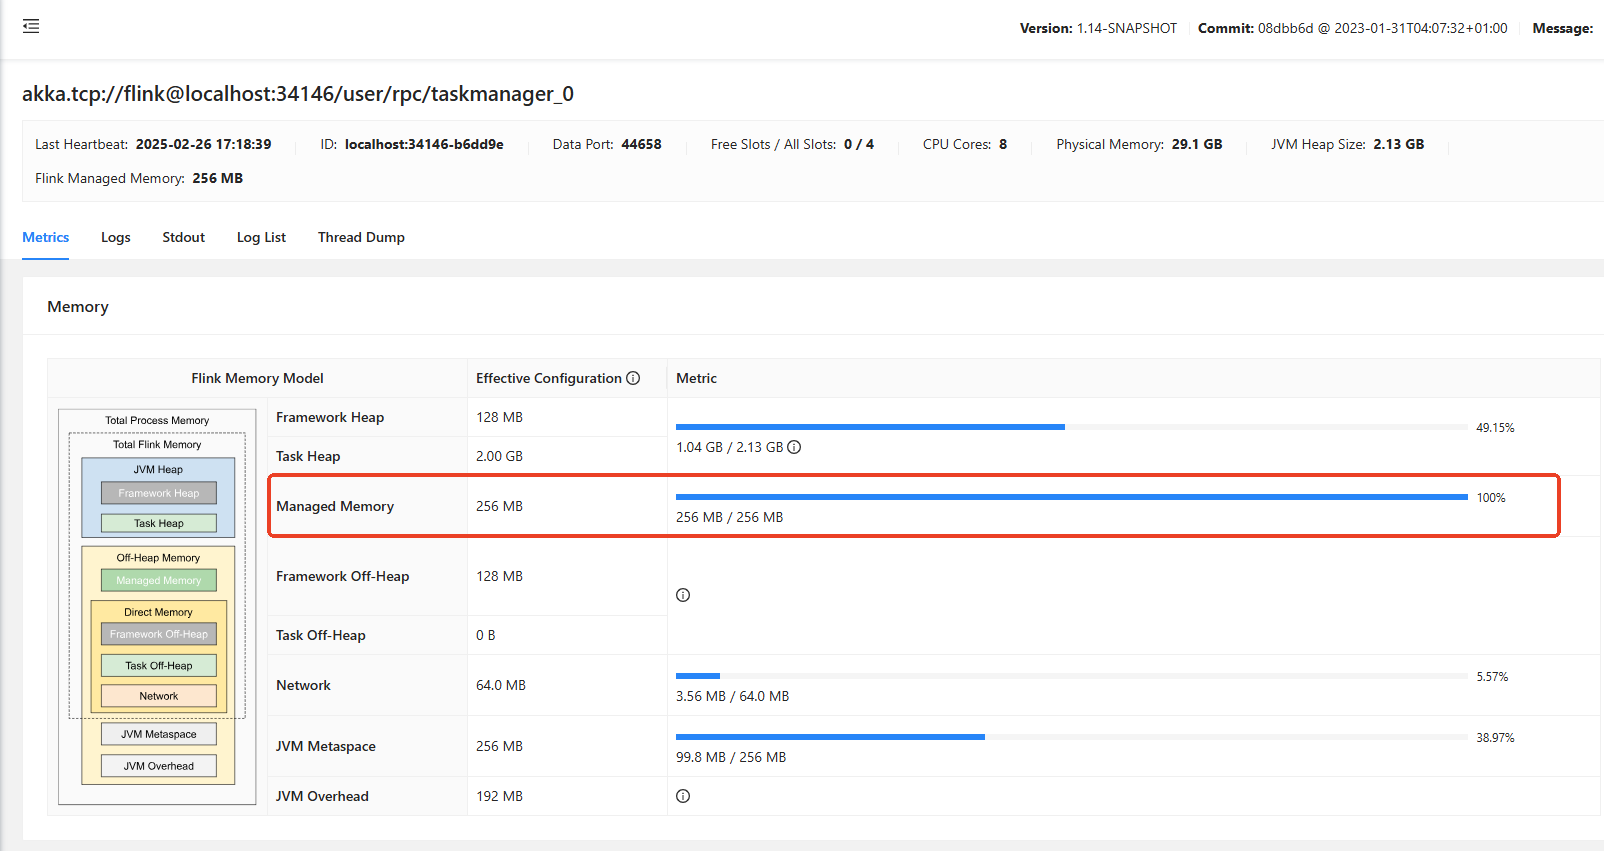 Version: 1.14-SNAPSHOT Commit: 08dbb6d @ 2023-01-31T04:07:32+01:00 Message:
akka.tcp://flink@localhost:34146/user/rpc/taskmanager_0
Last Heartbeat: 2025-02-26 17:18:39 ID: localhost:34146-b6dd9e Data Port: 44658 Free Slots / All Slots: 0 / 4 CPU Cores: 8 Physical Memory: 29.1 GB JVM Heap Size: 2.13 GB
Flink Managed Memory: 256 MB
Metrics Logs Stdout Log List Thread Dump
Memory
Flink Memory Model Effective Configuration Metric
Total Process Memory
Total Flink Memory
JVM Heap
Framework Heap
Task Heap
Off-Heap Memory
Managed Memory
Direct Memory
Framework Off-Heap
Task Off-Heap
Network
JVM Metaspace
JVM Overhead
Framework Heap 128 MB
49.15%
1.04 GB / 2.13 GB
Task Heap 2.00 GB
Managed Memory 256 MB
100%
256 MB / 256 MB
Framework Off-Heap 128 MB
Task Off-Heap 0 B
Network 64.0 MB
5.57%
3.56 MB / 64.0 MB
JVM Metaspace 256 MB
38.97%
99.8 MB / 256 MB
JVM Overhead 192 MB